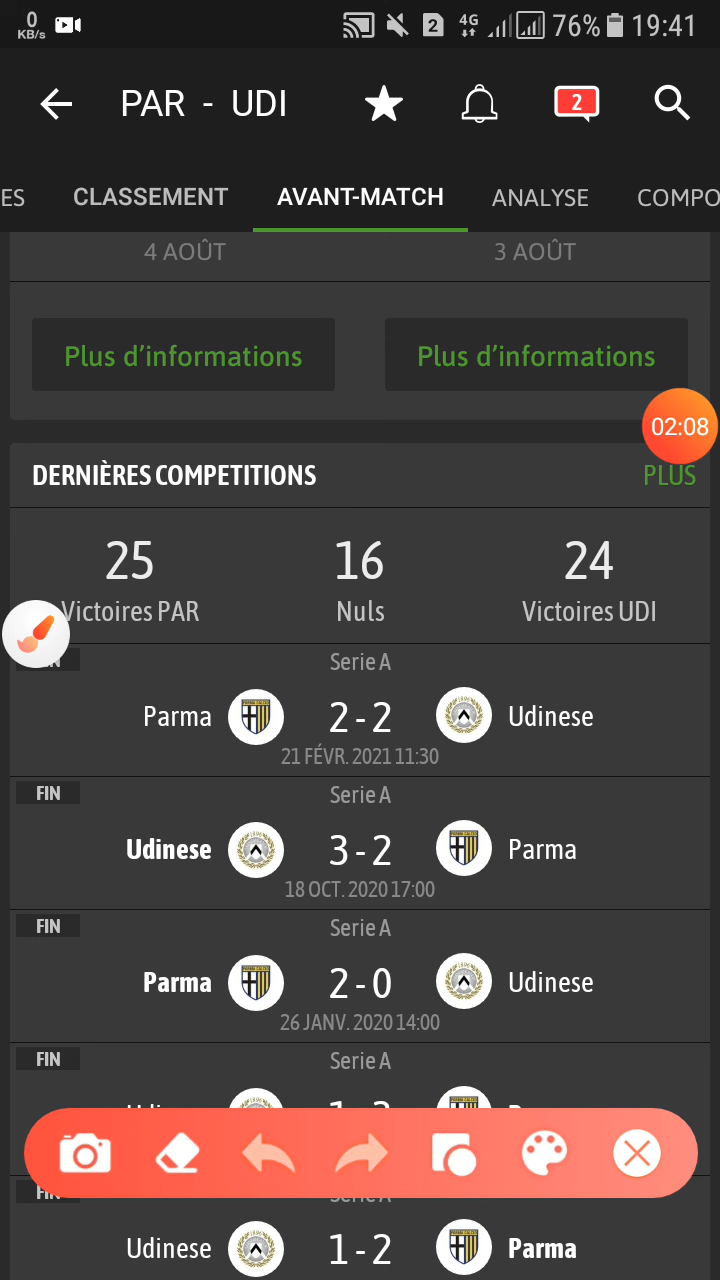 0
KB/s
2 4G 76% 19:41
PAR - UDI
2
ES CLASSEMENT AVANT-MATCH ANALYSE COMPO
4 AOÛT 3 AOÛT
Plus d’informations Plus d’informations
02:08
DERNIÈRES COMPETITIONS PLUS
25 16 24
Victoires PAR Nuls Victoires UDI
Serie A
Parma 2 - 2 Udinese
21 FÉVR. 2021 11:30
FIN Serie A
Udinese 3 - 2 Parma
18 OCT. 2020 17:00
FIN Serie A
Parma 2 - 0 Udinese
26 JANV. 2020 14:00
FIN Serie A
Udinese 1 - 2 Parma